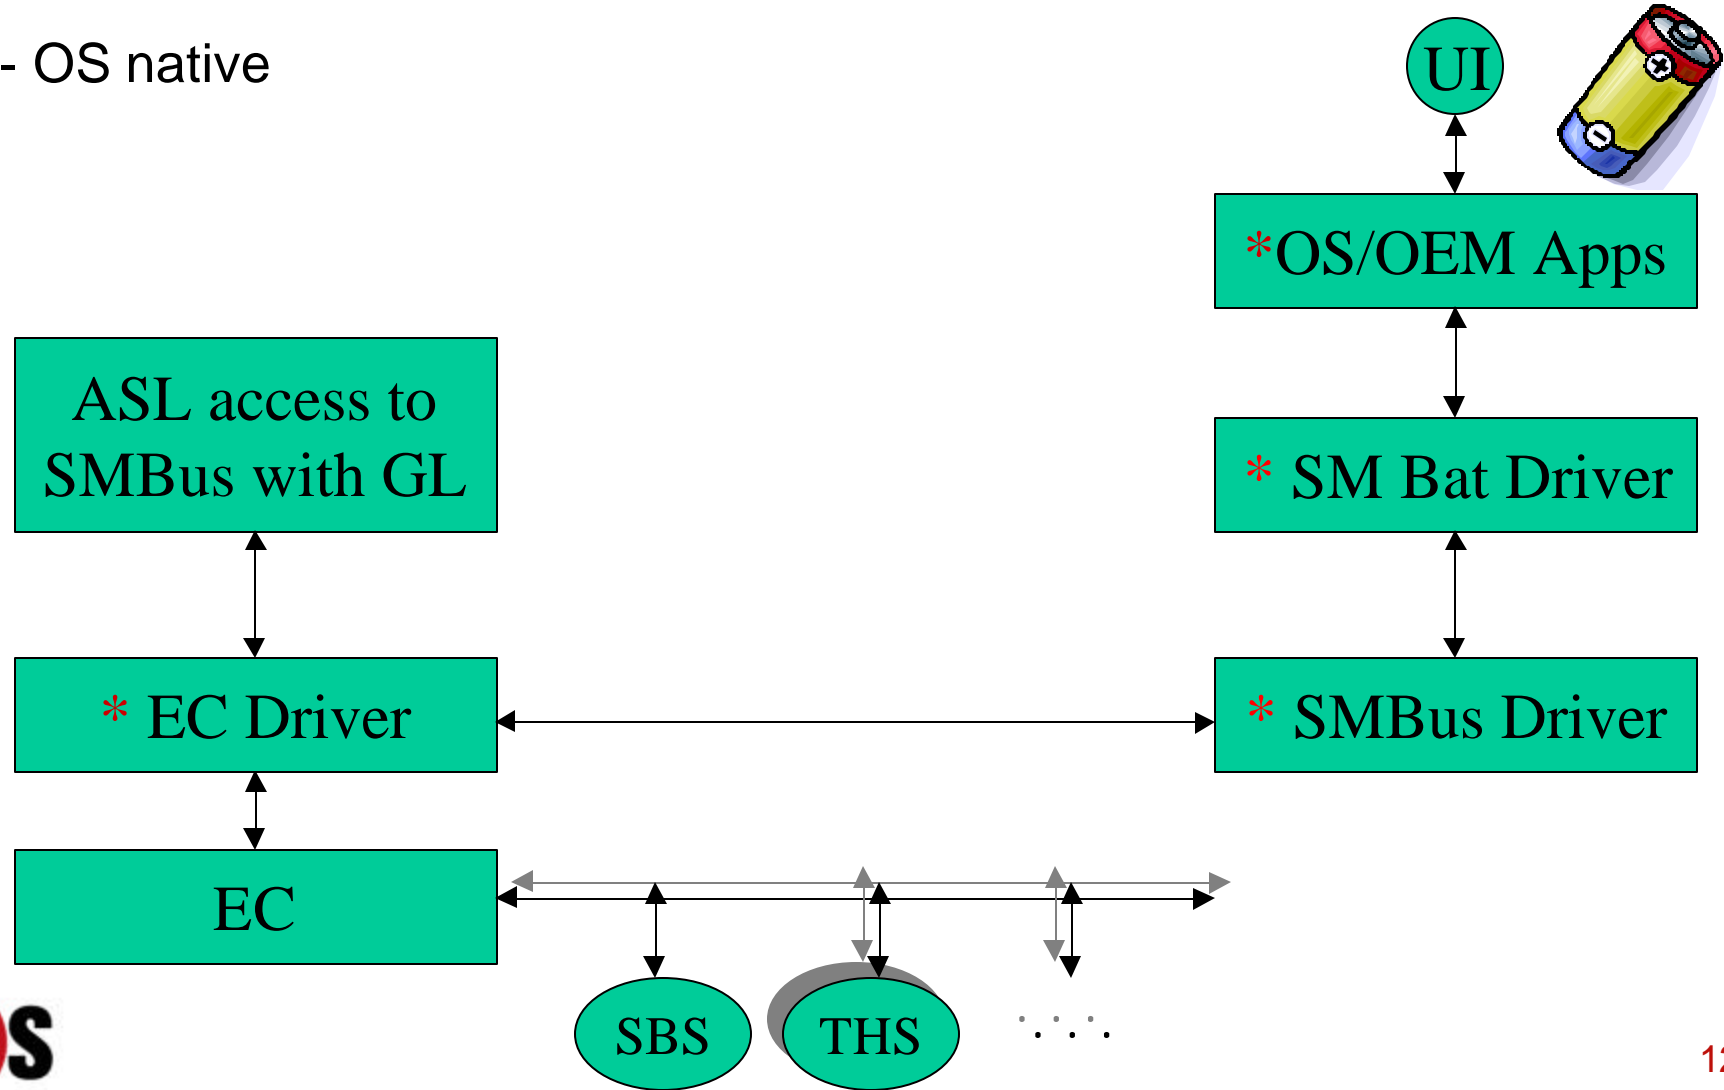 - OS native
UI
*OS/OEM Apps
ASL access to
SMBus with GL
* SM Bat Driver
* EC Driver
* SMBus Driver
EC
SBS
THS
. . .
S